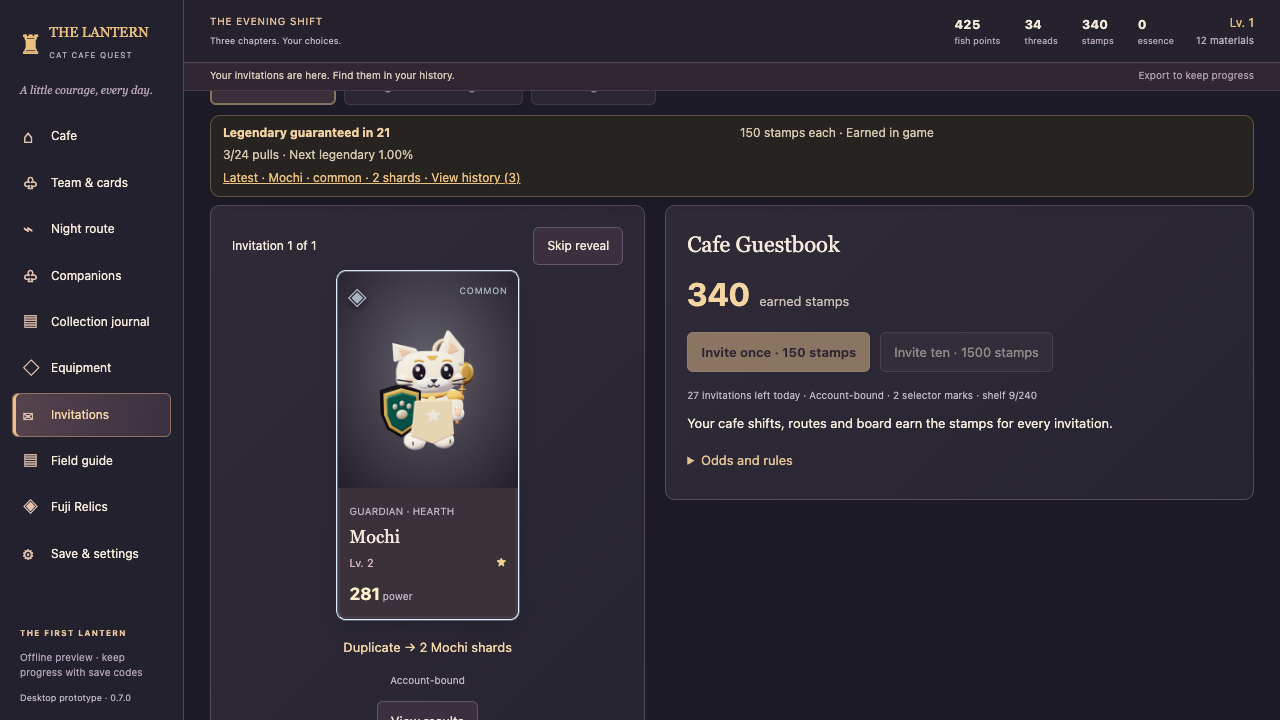 THE LANTERN
CAT CAFE QUEST
A little courage, every day.
Cafe
Team & cards
Night route
Companions
Collection journal
Equipment
Invitations
Field guide
Fuji Relics
Save & settings
THE FIRST LANTERN
Offline preview · keep
progress with save codes
Desktop prototype · 0.7.0
THE EVENING SHIFT
Three chapters. Your choices.
425
fish points
34
threads
340
stamps
0
essence
Lv. 1
12 materials
Your invitations are here. Find them in your history.
Export to keep progress
Legendary guaranteed in 21
150 stamps each · Earned in game
3/24 pulls · Next legendary 1.00%
Latest · Mochi · common · 2 shards · View history (3)
Invitation 1 of 1
Skip reveal
COMMON
GUARDIAN · HEARTH
Mochi
Lv. 2
281 power
Duplicate → 2 Mochi shards
Account-bound
View results
Cafe Guestbook
340 earned stamps
Invite once · 150 stamps
Invite ten · 1500 stamps
27 invitations left today · Account-bound · 2 selector marks · shelf 9/240
Your cafe shifts, routes and board earn the stamps for every invitation.
Odds and rules